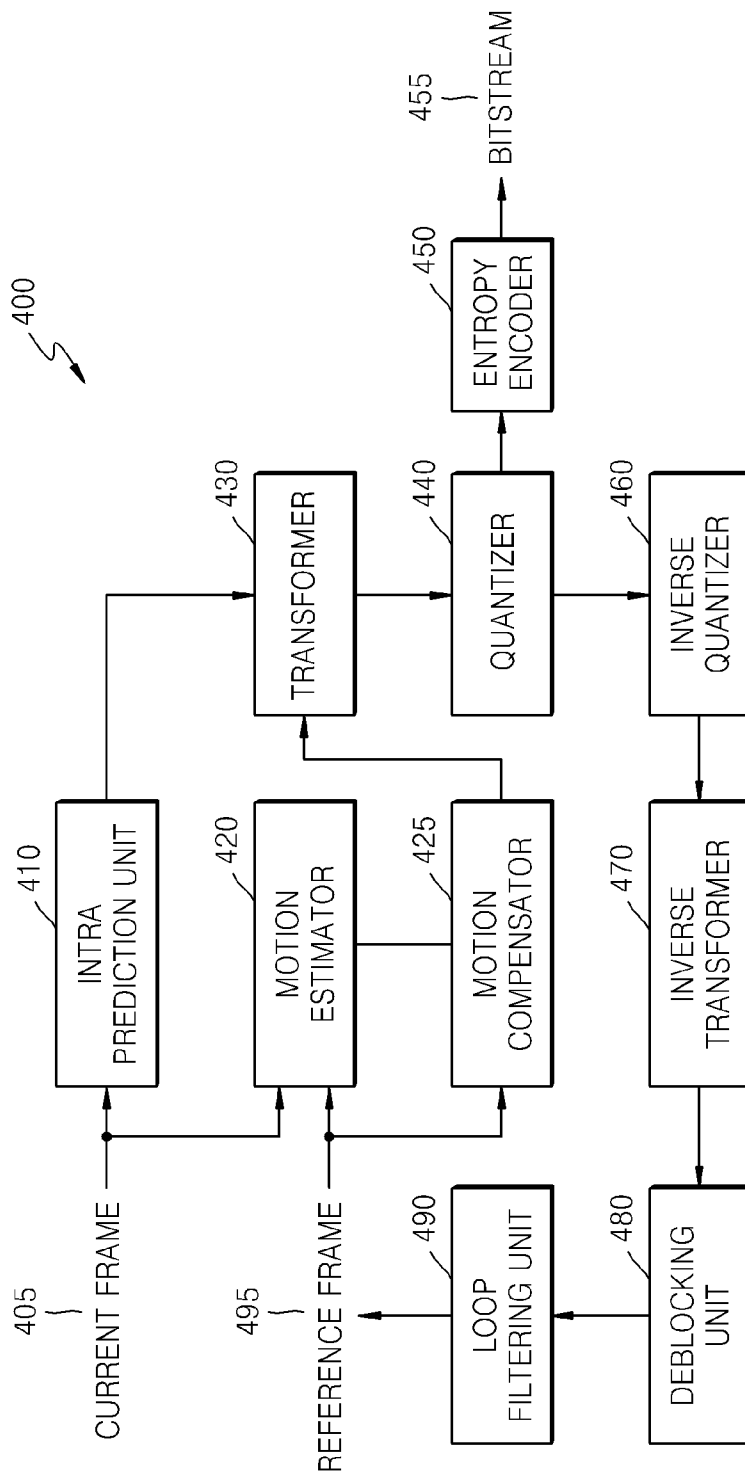 400
405
CURRENT FRAME
410
INTRA
PREDICTION UNIT
495
REFERENCE FRAME
420
MOTION
ESTIMATOR
430
TRANSFORMER
490
LOOP
FILTERING UNIT
425
MOTION
COMPENSATOR
440
QUANTIZER
450
ENTROPY
ENCODER
455
BITSTREAM
480
DEBLOCKING
UNIT
470
INVERSE
TRANSFORMER
460
INVERSE
QUANTIZER